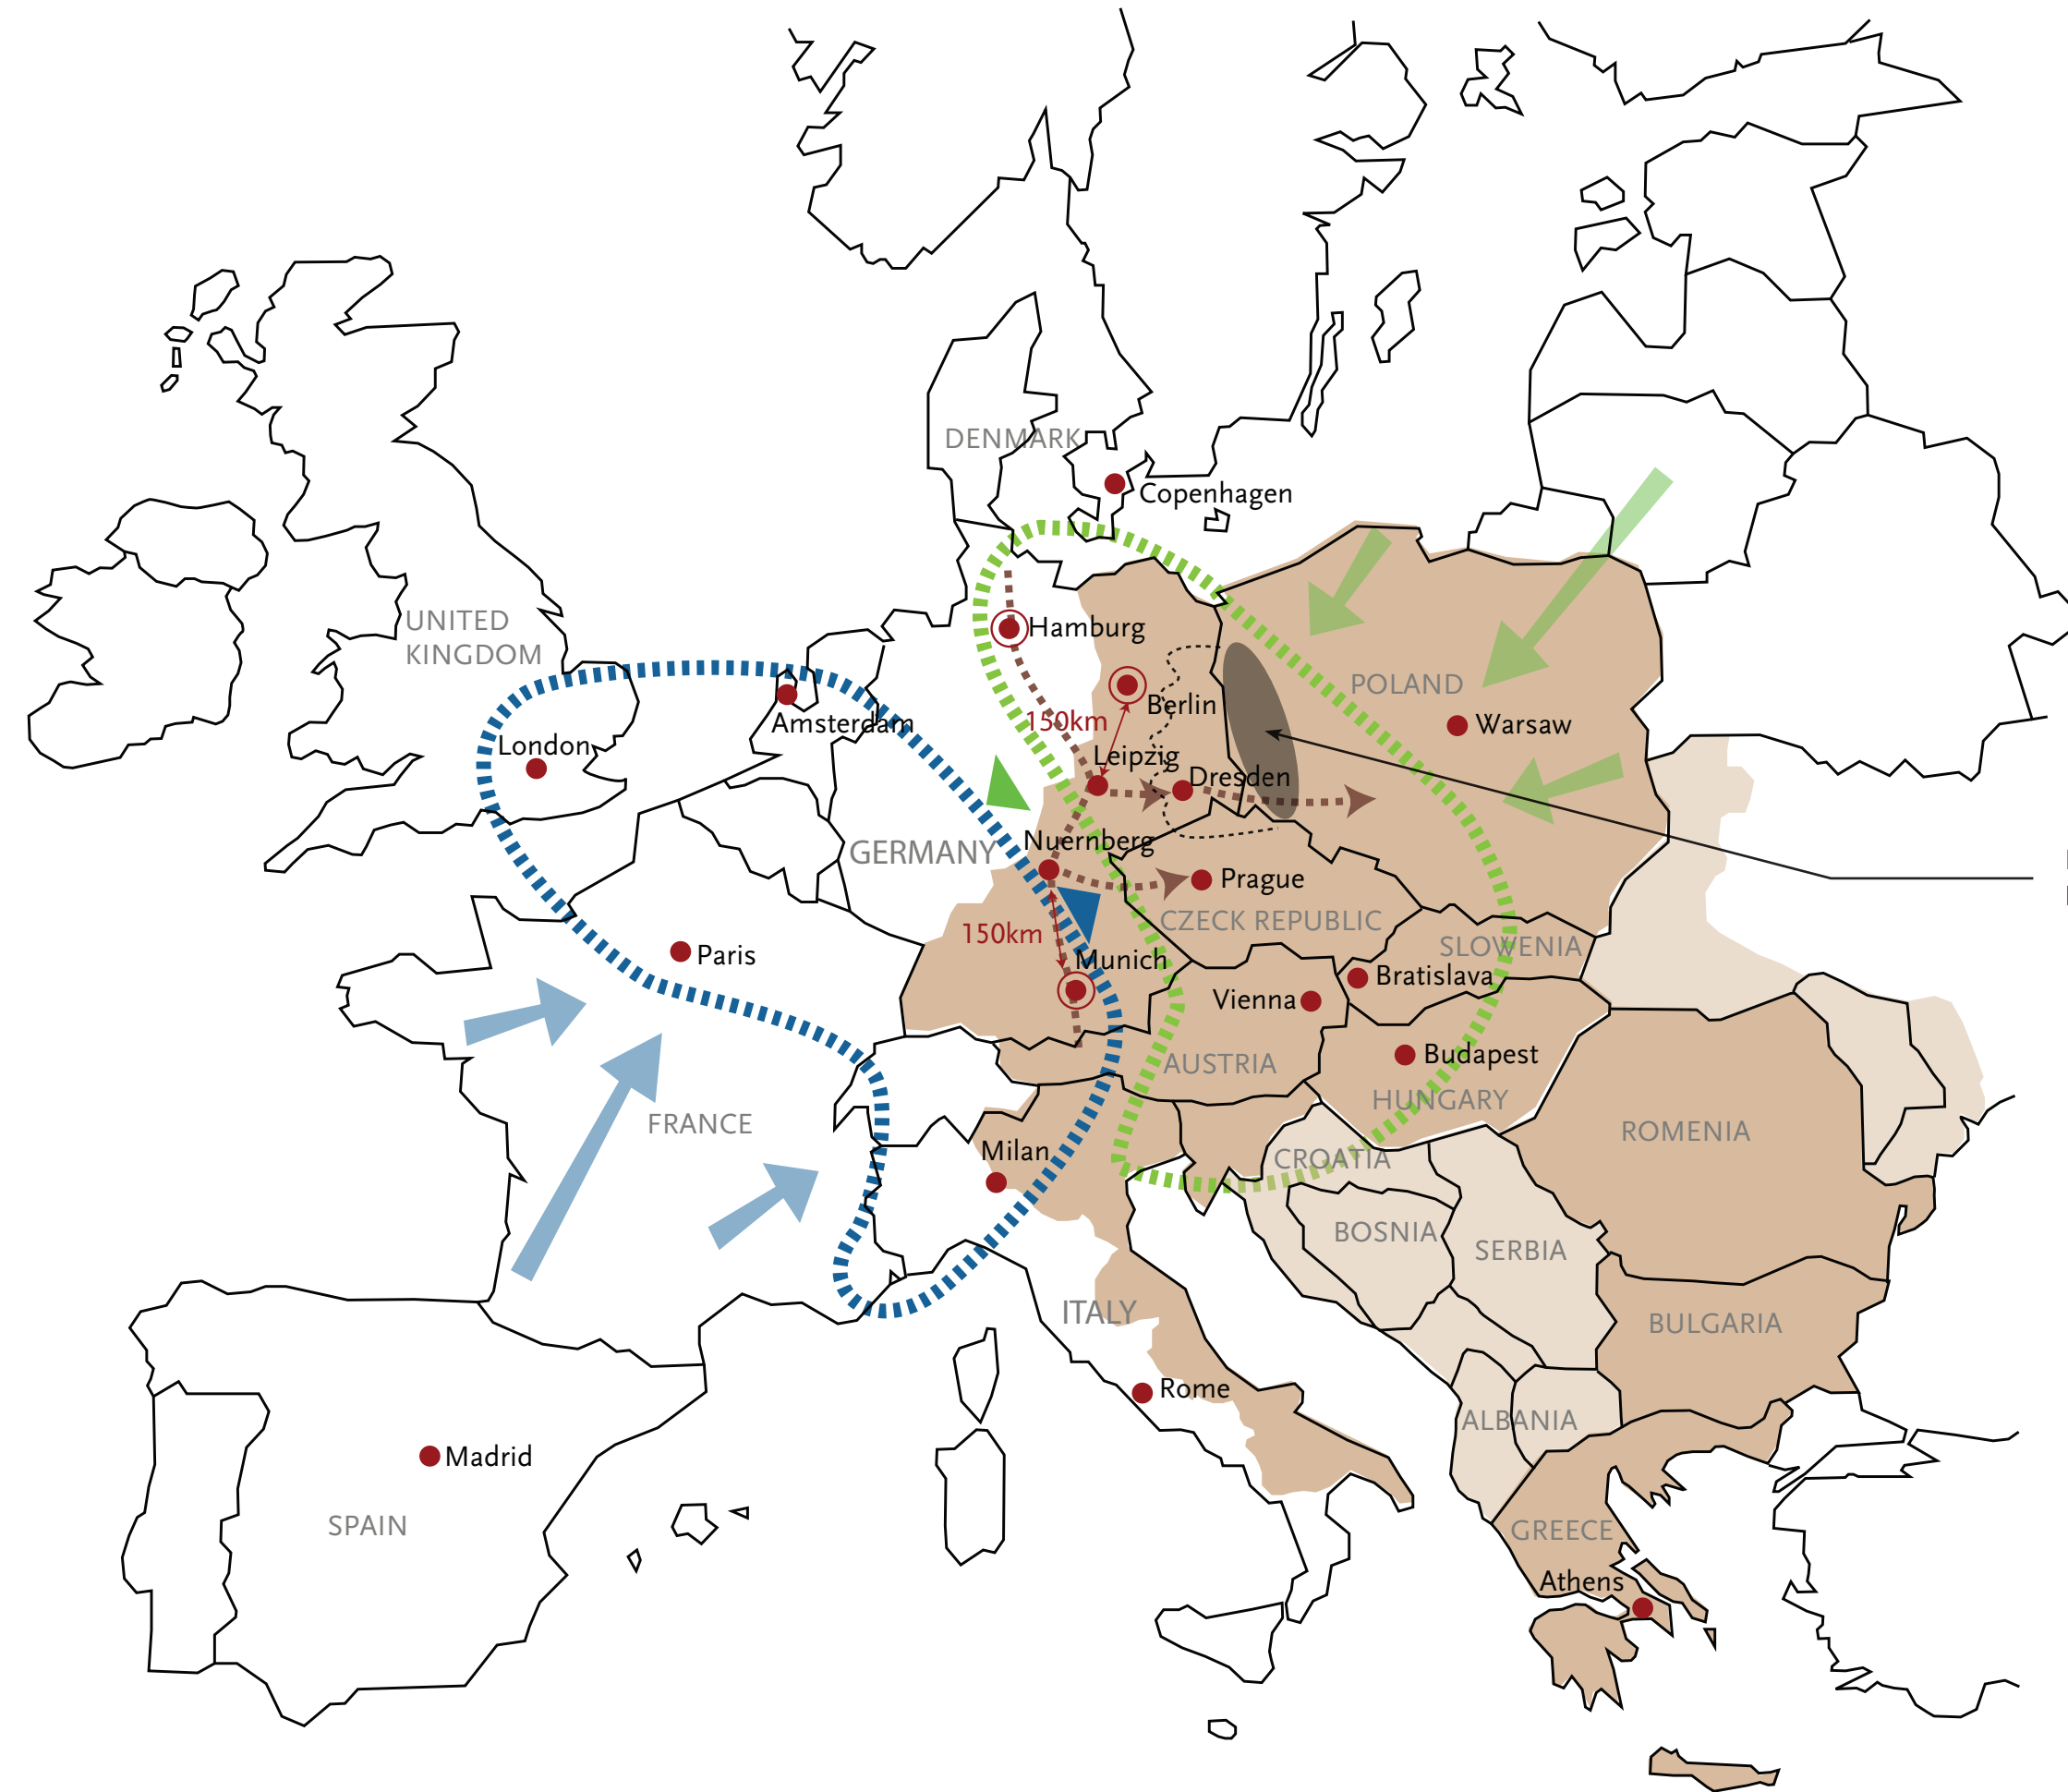 DENMARK
Copenhagen
UNITED
KINGDOM
Hamburg
POLAND
Berlin
150km
Amsterdam
Warsaw
London
Leipzig
Dresden
Nuernberg
GERMANY
Prague
CZECK REPUBLIC
150km
SLOWENIA
Paris
Munich
Bratislava
Vienna
Budapest
AUSTRIA
HUNGARY
FRANCE
ROMENIA
Milan
CROATIA
BOSNIA
SERBIA
ITALY
BULGARIA
Rome
ALBANIA
Madrid
SPAIN
GREECE
Athens